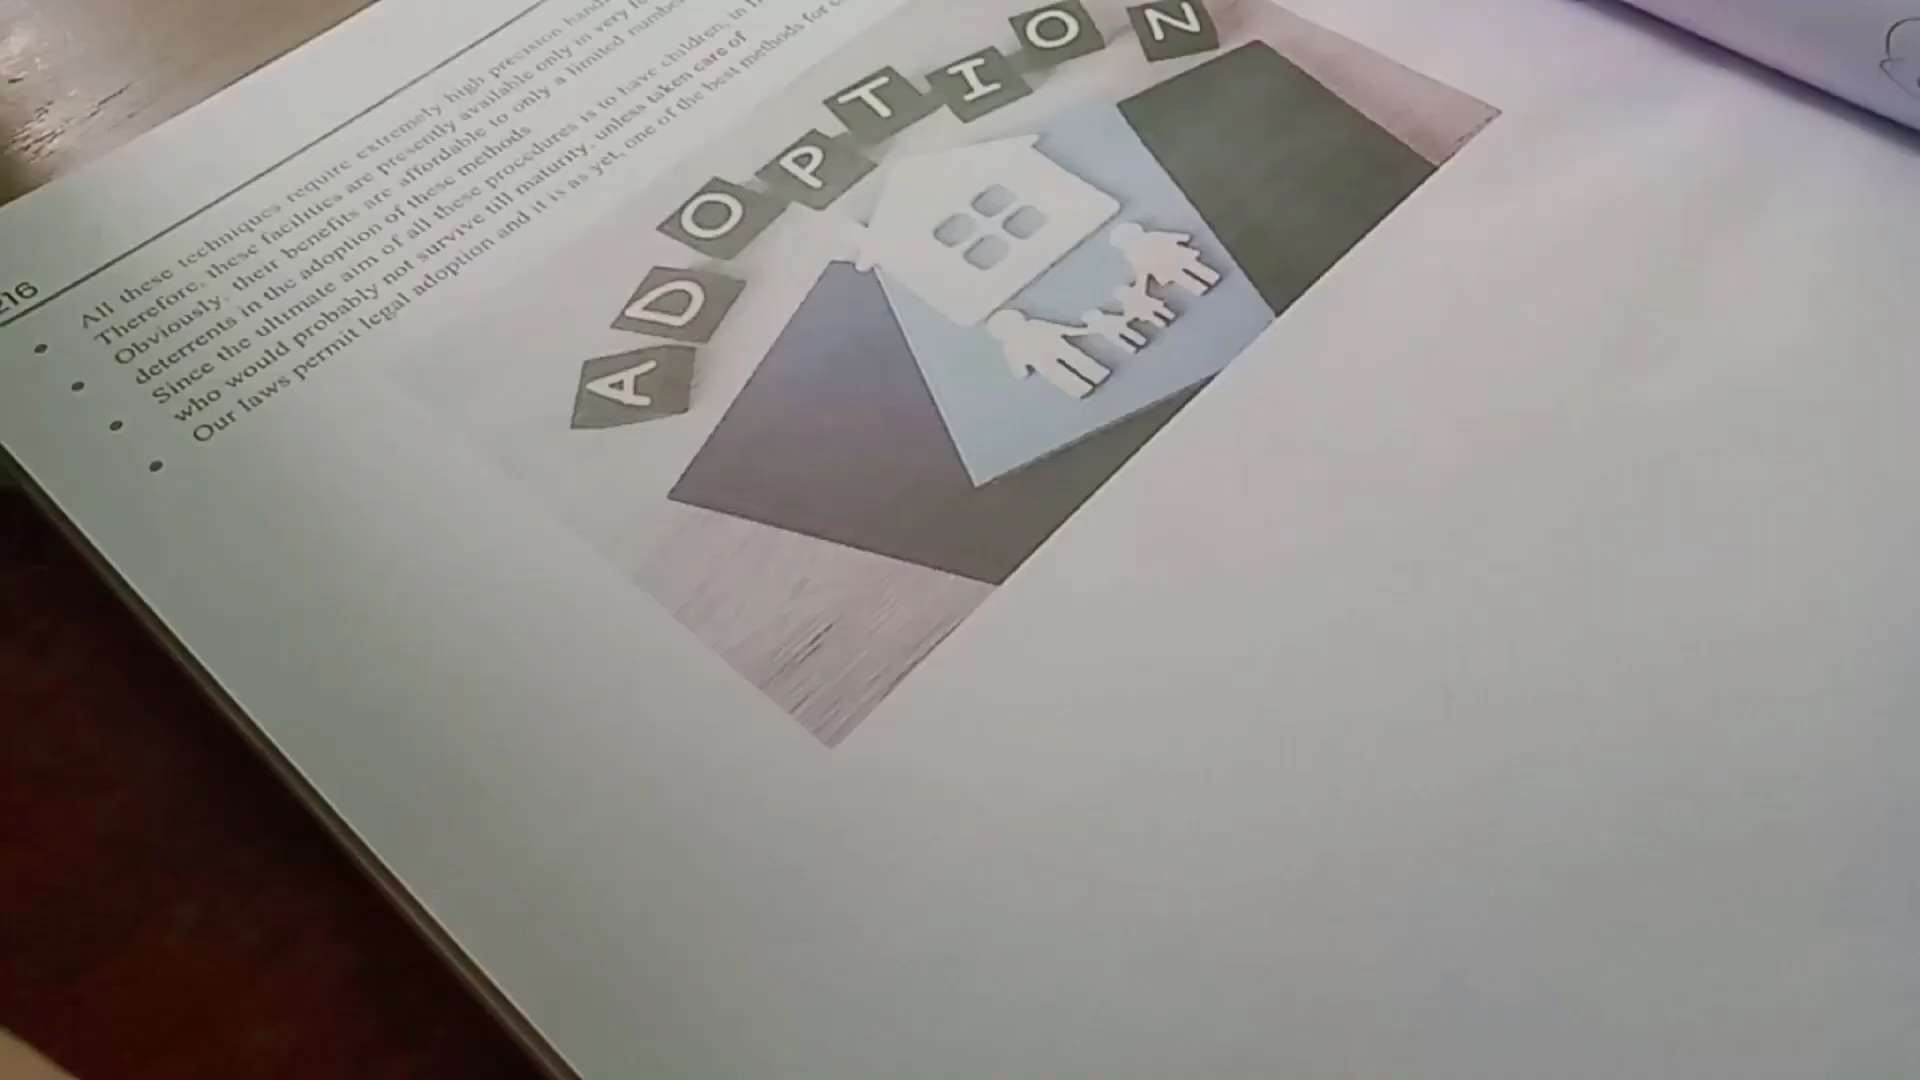 216
All these techniques require extremely high precision
Therefore, these facilities are presently available only in very
Obviously, their benefits are affordable to only a limited number
deterrents in the adoption of these methods
Since the ultimate aim of all these procedures is to have children, in
who would probably not survive till maturity, unless taken care of
Our laws permit legal adoption and it is as yet, one of the best methods for
ADOPTION